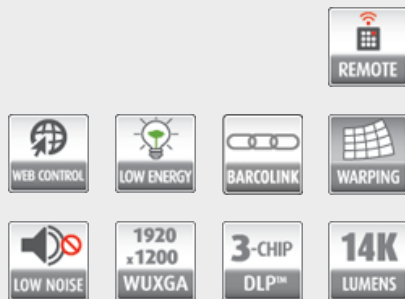 REMOTE
WEB CONTROL
LOW ENERGY
BARCOLINK
WARPING
LOW NOISE
1920
x1200
WUXGA
3-CHIP
DLP™
14K
LUMENS